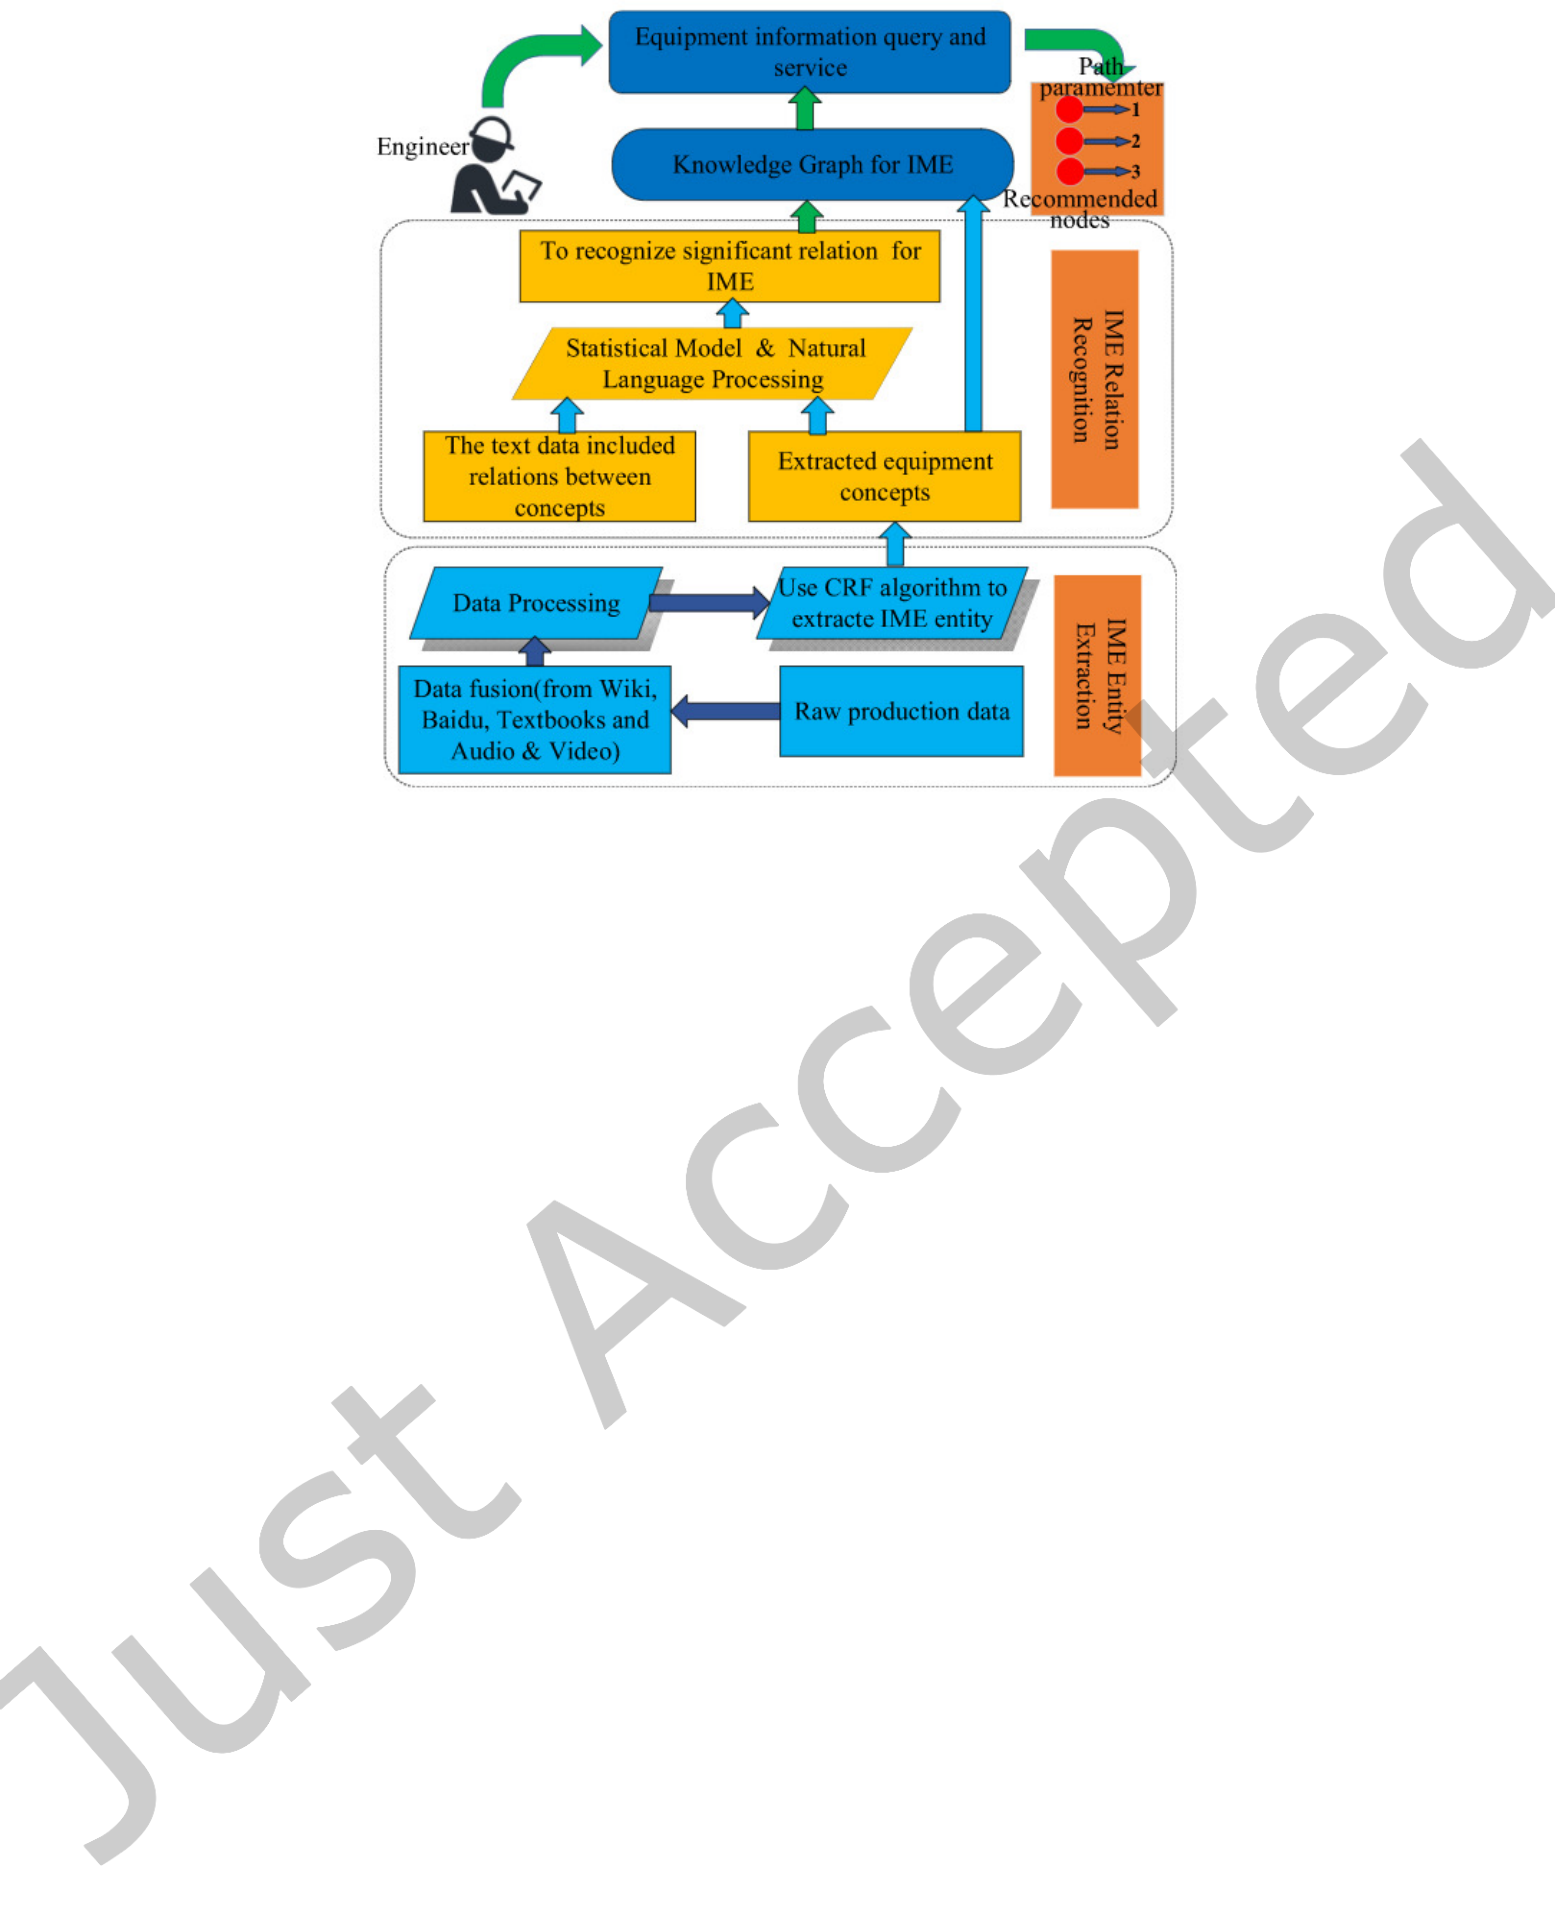 Equipment information query and
service
Path
paramemter
1
2
3
Recommended
nodes
Engineer
Knowledge Graph for IME
To recognize significant relation for
IME
Statistical Model & Natural
Language Processing
The text data included
relations between
concepts
Extracted equipment
concepts
IME Relation
Recognition
Data Processing
Use CRF algorithm to
extracte IME entity
Data fusion(from Wiki,
Baidu, Textbooks and
Audio & Video)
Raw production data
IME Entity
Extraction
Just Accepted